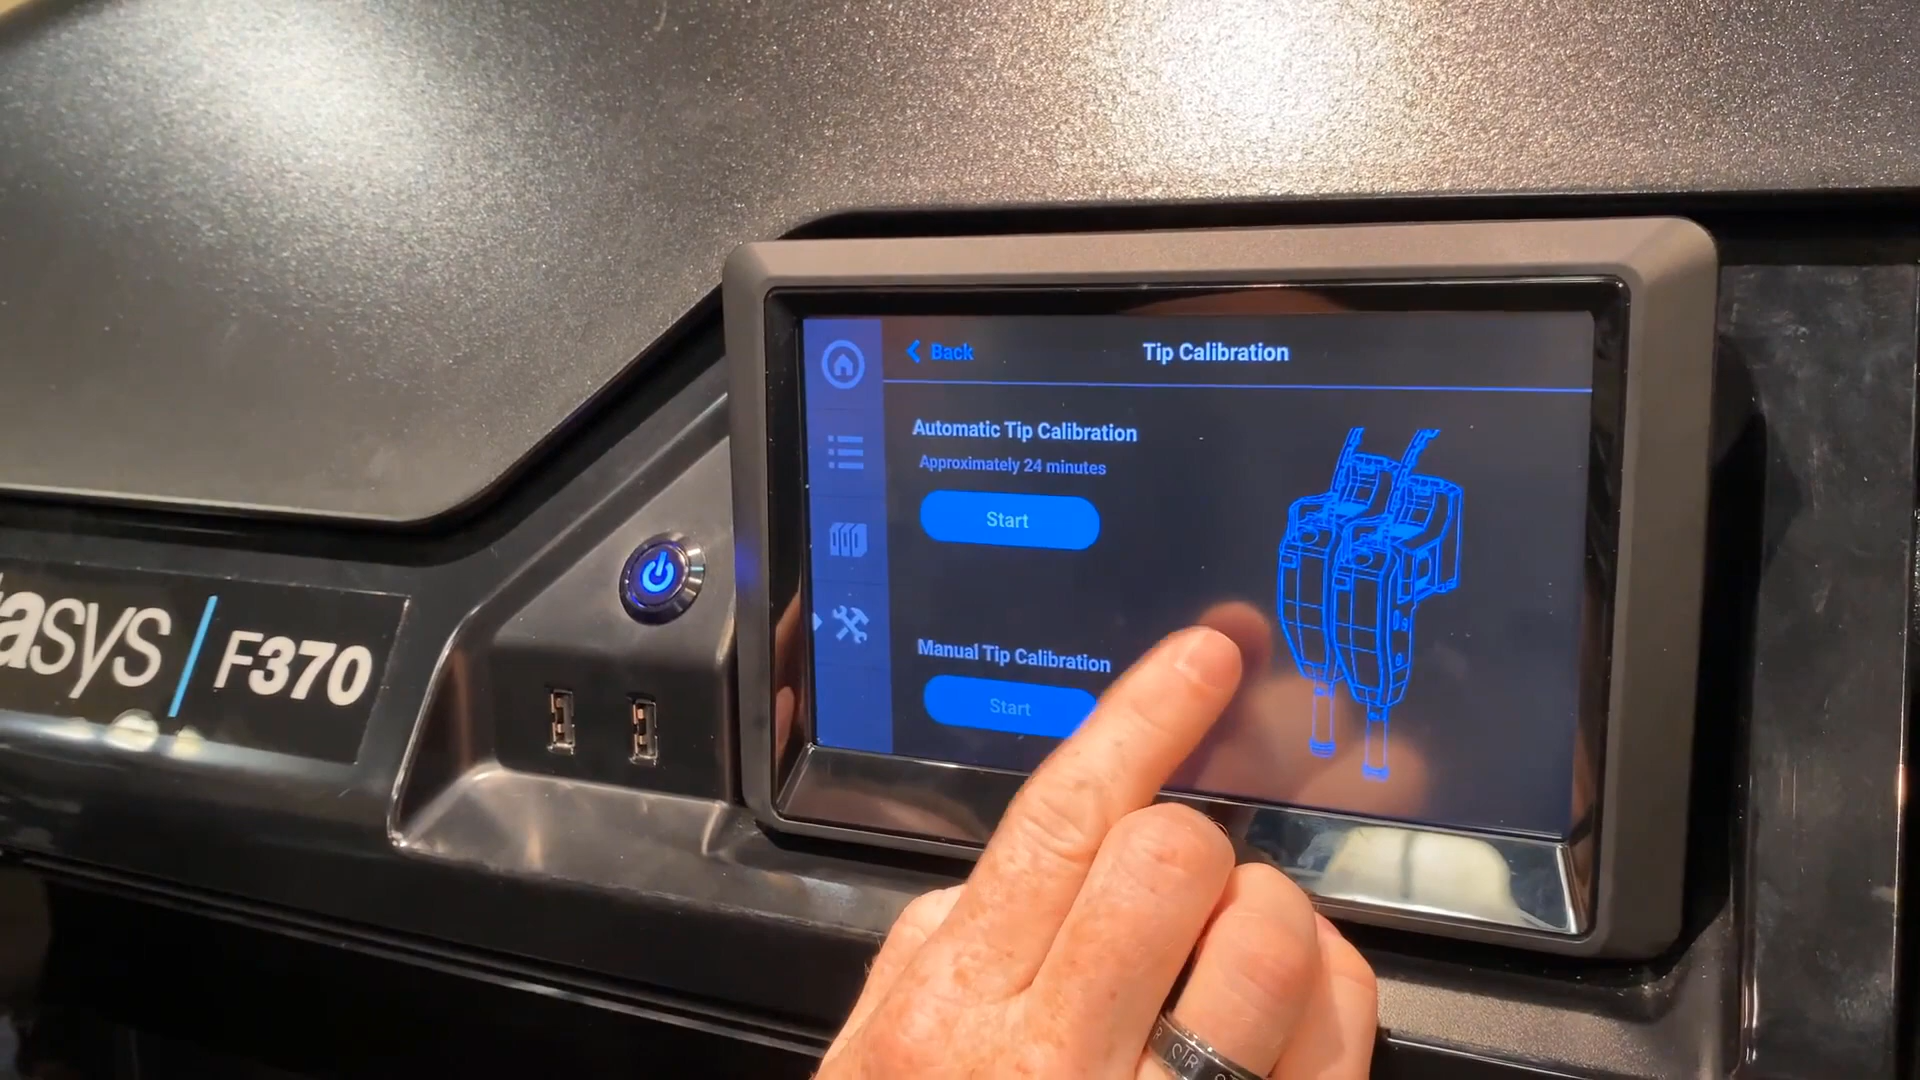 Back
Tip Calibration
Automatic Tip Calibration
Approximately 24 minutes
Start
Manual Tip Calibration
Start
asys F370